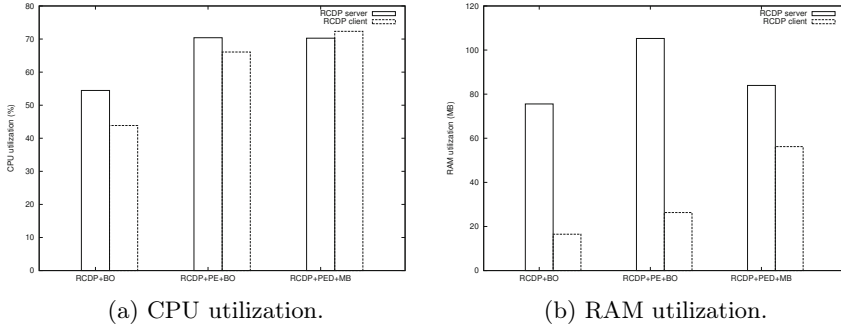 80
70
60
50
40
30
20
10
0
CPU utilization (%)
RCDP server
RCDP client
RCDP+BO RCDP+PE+BO RCDP+PED+MB
(a) CPU utilization.
120
100
80
60
40
20
0
RAM utilization (MB)
RCDP server
RCDP client
RCDP+BO RCDP+PE+BO RCDP+PED+MB
(b) RAM utilization.